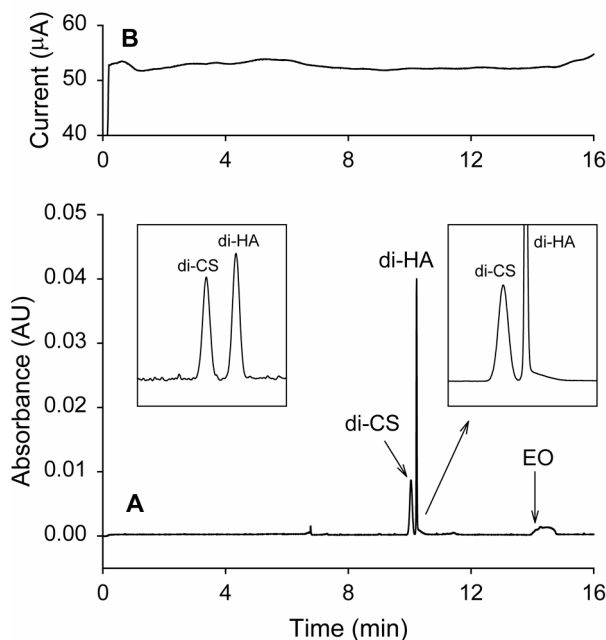 B
Current (μA)
60
50
40
0 4 8 12 16
Absorbance (AU)
0.05
0.04
0.03
0.02
0.01
0.00
di-HA
di-CS
di-HA
di-HA
di-CS
di-CS
EO
A
0 4 8 12 16
Time (min)